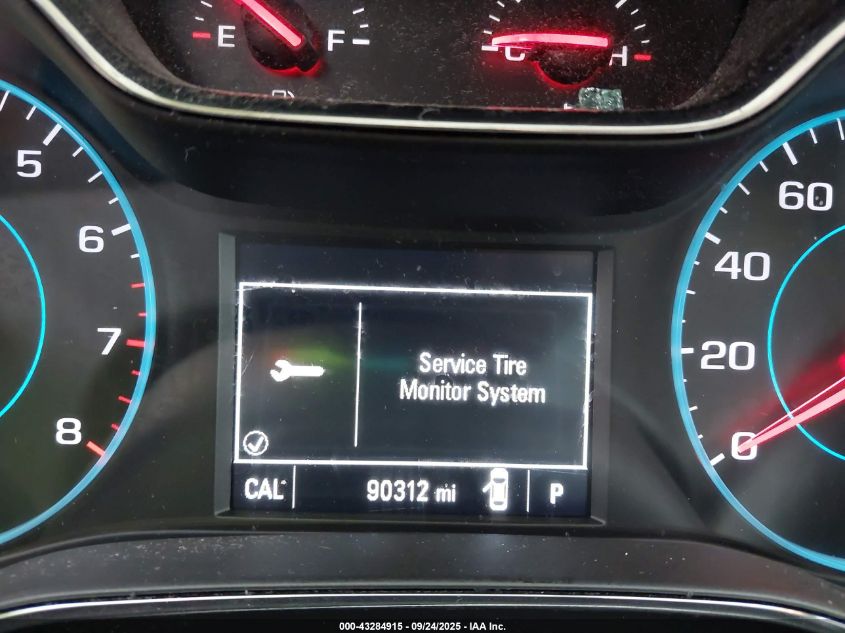 E F C H
5
6
7
8
60
40
20
0
Service Tire
Monitor System
CAL 90312 mi P
000-43284915 - 09/24/2025 - IAA Inc.